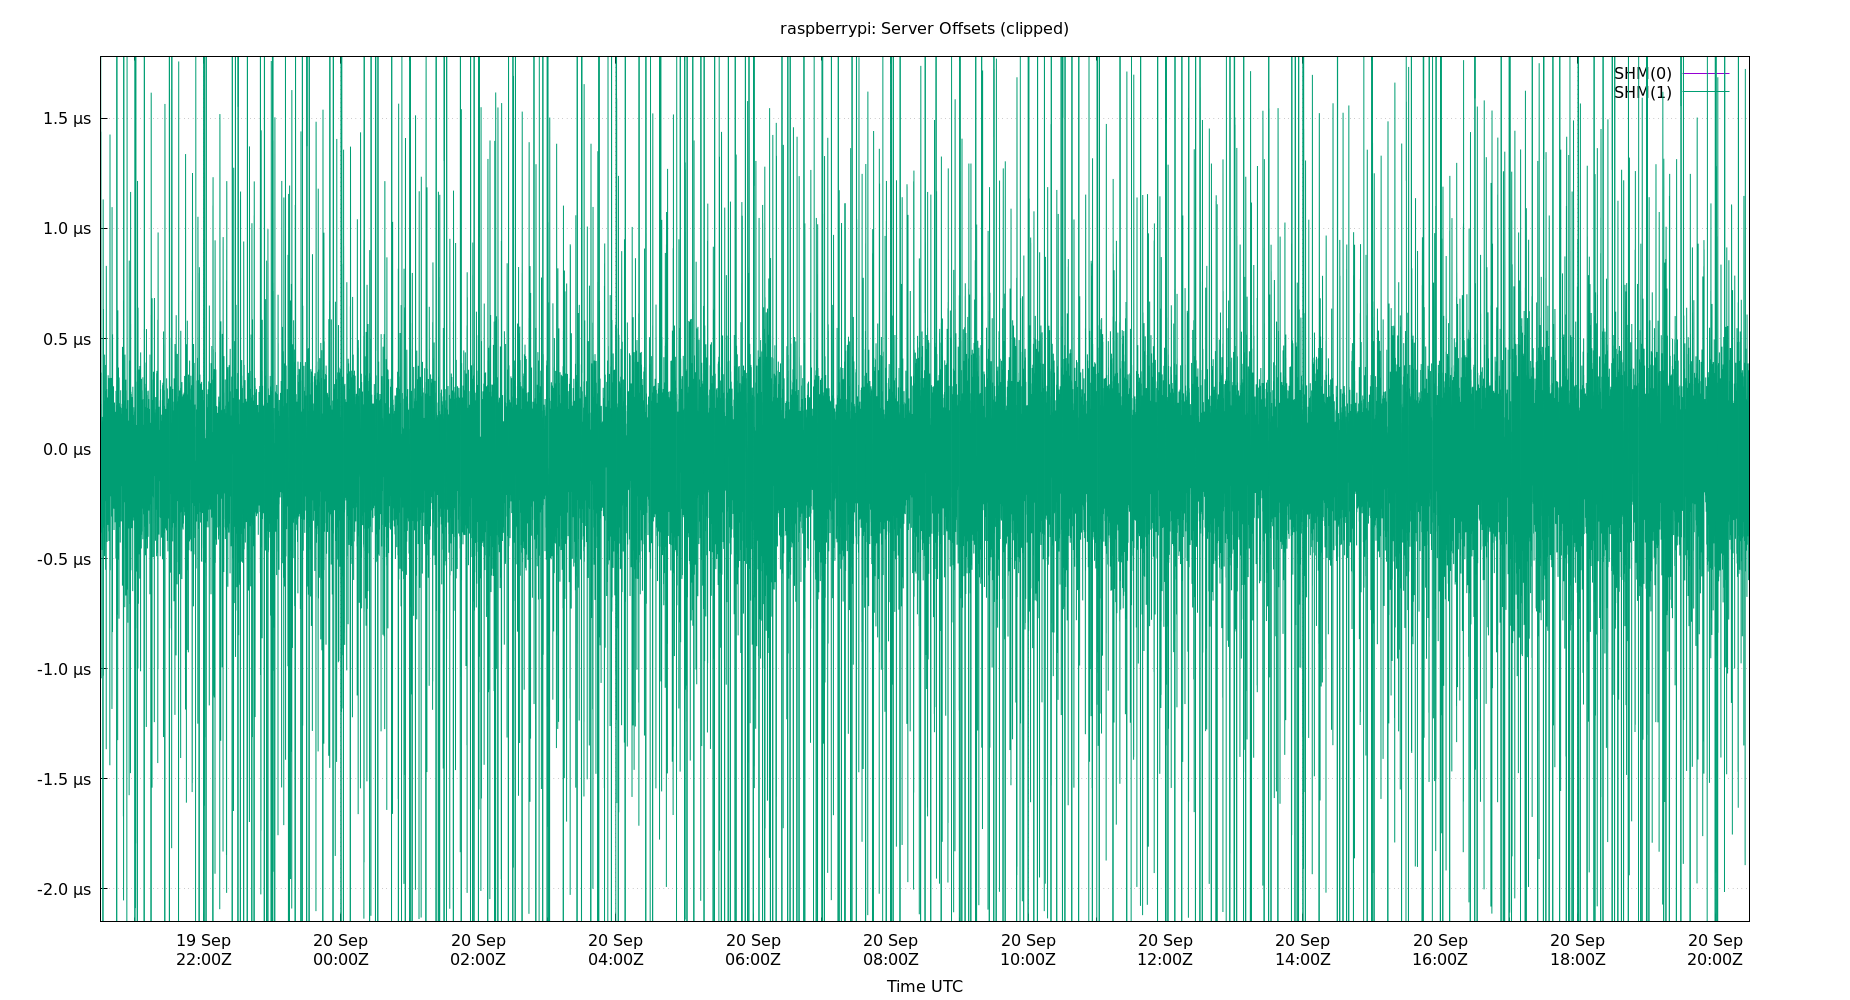 raspberrypi: Server Offsets (clipped)
SHM(0)
SHM(1)
1.5 µs
1.0 µs
0.5 µs
0.0 µs
-0.5 µs
-1.0 µs
-1.5 µs
-2.0 µs
19 Sep 20 Sep 20 Sep 20 Sep 20 Sep 20 Sep 20 Sep 20 Sep 20 Sep 20 Sep 20 Sep 20 Sep
22:00Z 00:00Z 02:00Z 04:00Z 06:00Z 08:00Z 10:00Z 12:00Z 14:00Z 16:00Z 18:00Z 20:00Z
Time UTC